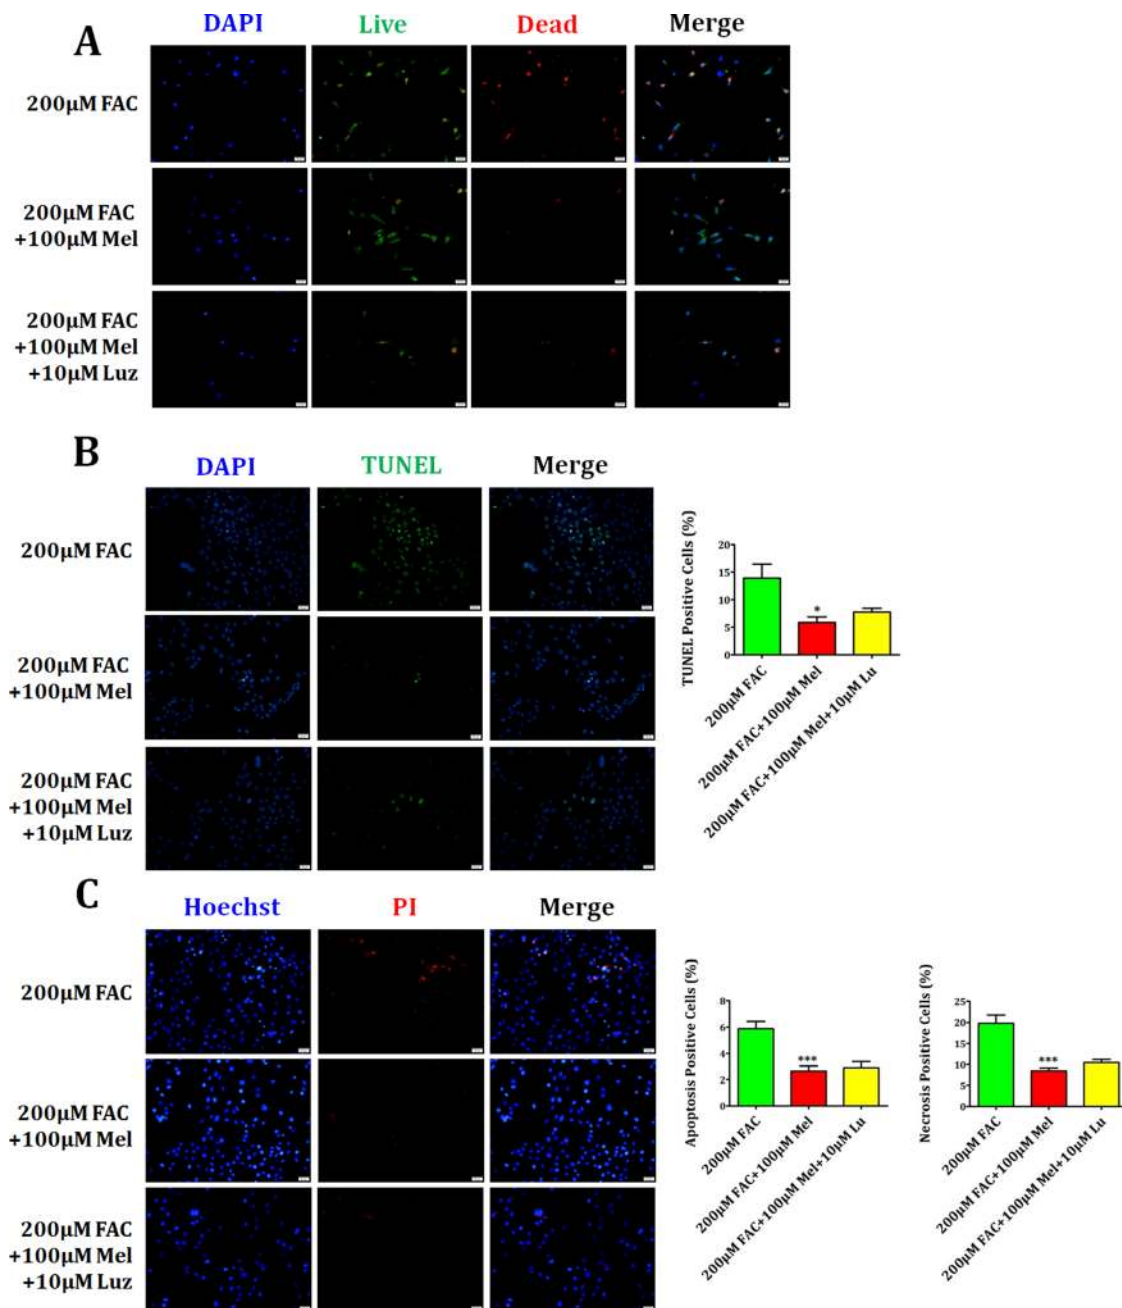 A
DAPI Live Dead Merge
200μM FAC
200μM FAC
+100μM Mel
200μM FAC
+100μM Mel
+10μM Luz
B
DAPI TUNEL Merge
200μM FAC
200μM FAC
+100μM Mel
200μM FAC
+100μM Mel
+10μM Luz
TUNEL Positive Cells (%)
20
15
10
5
0
*
200μM FAC
200μM FAC+100μM Mel
200μM FAC+100μM Mel+10μM Lu
C
Hoechst PI Merge
200μM FAC
200μM FAC
+100μM Mel
200μM FAC
+100μM Mel
+10μM Luz
Apoptosis Positive Cells (%)
8
6
4
2
0
***
200μM FAC
200μM FAC+100μM Mel
200μM FAC+100μM Mel+10μM Lu
Necrosis Positive Cells (%)
25
20
15
10
5
0
***
200μM FAC
200μM FAC+100μM Mel
200μM FAC+100μM Mel+10μM Lu